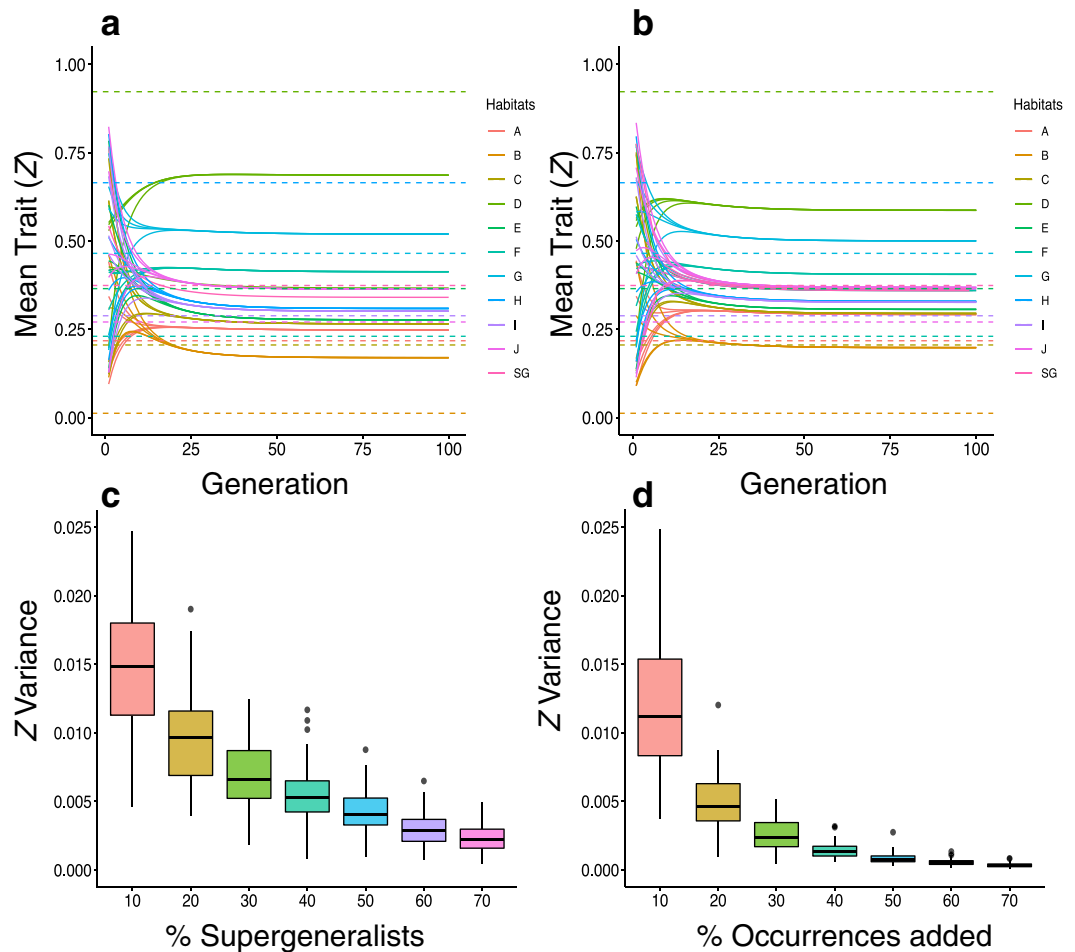 a
1.00
0.75
0.50
0.25
0.00
Mean Trait (Z)
0 25 50 75 100
Generation
Habitats
A
B
C
D
E
F
G
H
I
J
SG
b
1.00
0.75
0.50
0.25
0.00
Mean Trait (Z)
0 25 50 75 100
Generation
Habitats
A
B
C
D
E
F
G
H
I
J
SG
c
0.025
0.020
0.015
0.010
0.005
0.000
Z Variance
10 20 30 40 50 60 70
% Supergeneralists
d
0.025
0.020
0.015
0.010
0.005
0.000
Z Variance
10 20 30 40 50 60 70
% Occurrences added